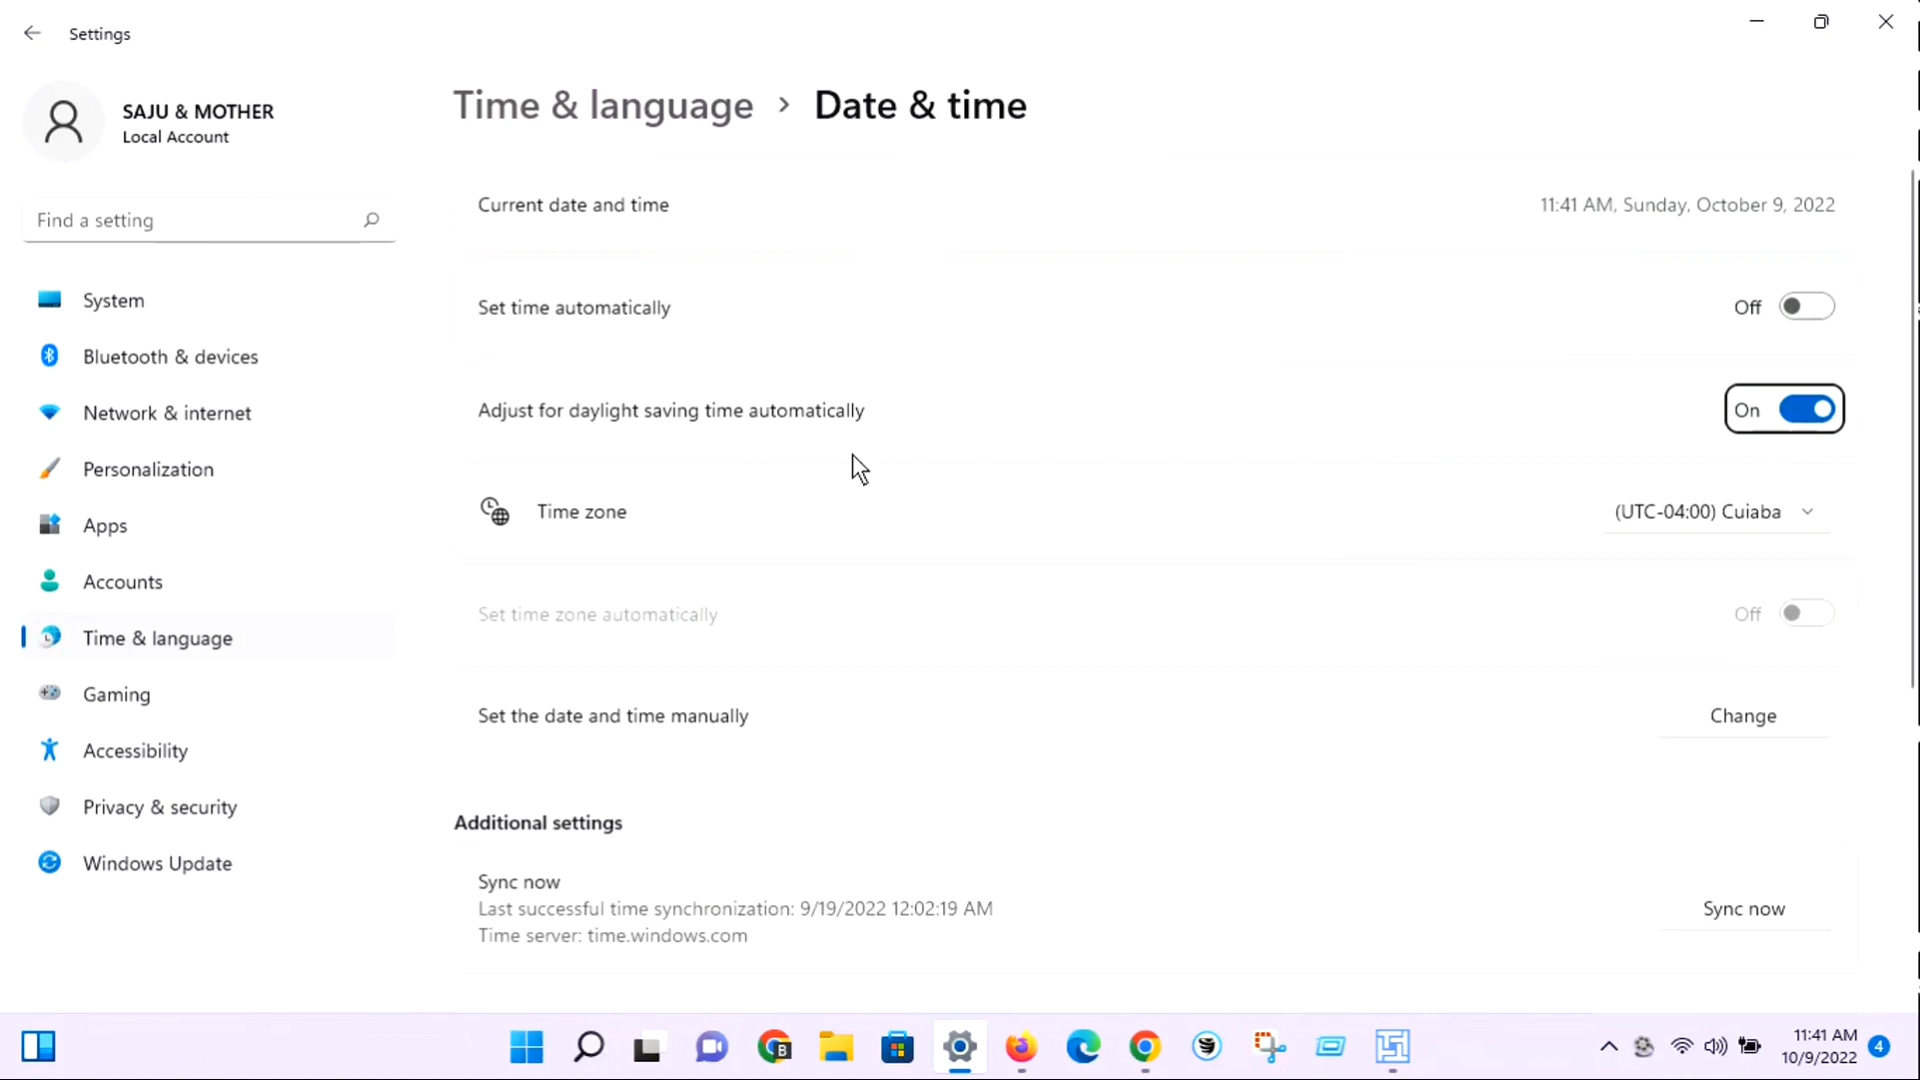 Settings
SAJU & MOTHER
Local Account
Find a setting
System
Bluetooth & devices
Network & internet
Personalization
Apps
Accounts
Time & language
Gaming
Accessibility
Privacy & security
Windows Update
Time & language > Date & time
Current date and time
11:41 AM, Sunday, October 9, 2022
Set time automatically
Off
Adjust for daylight saving time automatically
On
Time zone
(UTC-04:00) Cuiaba
Set time zone automatically
Off
Set the date and time manually
Change
Additional settings
Sync now
Last successful time synchronization: 9/19/2022 12:02:19 AM
Time server: time.windows.com
Sync now
B
11:41 AM
10/9/2022
4